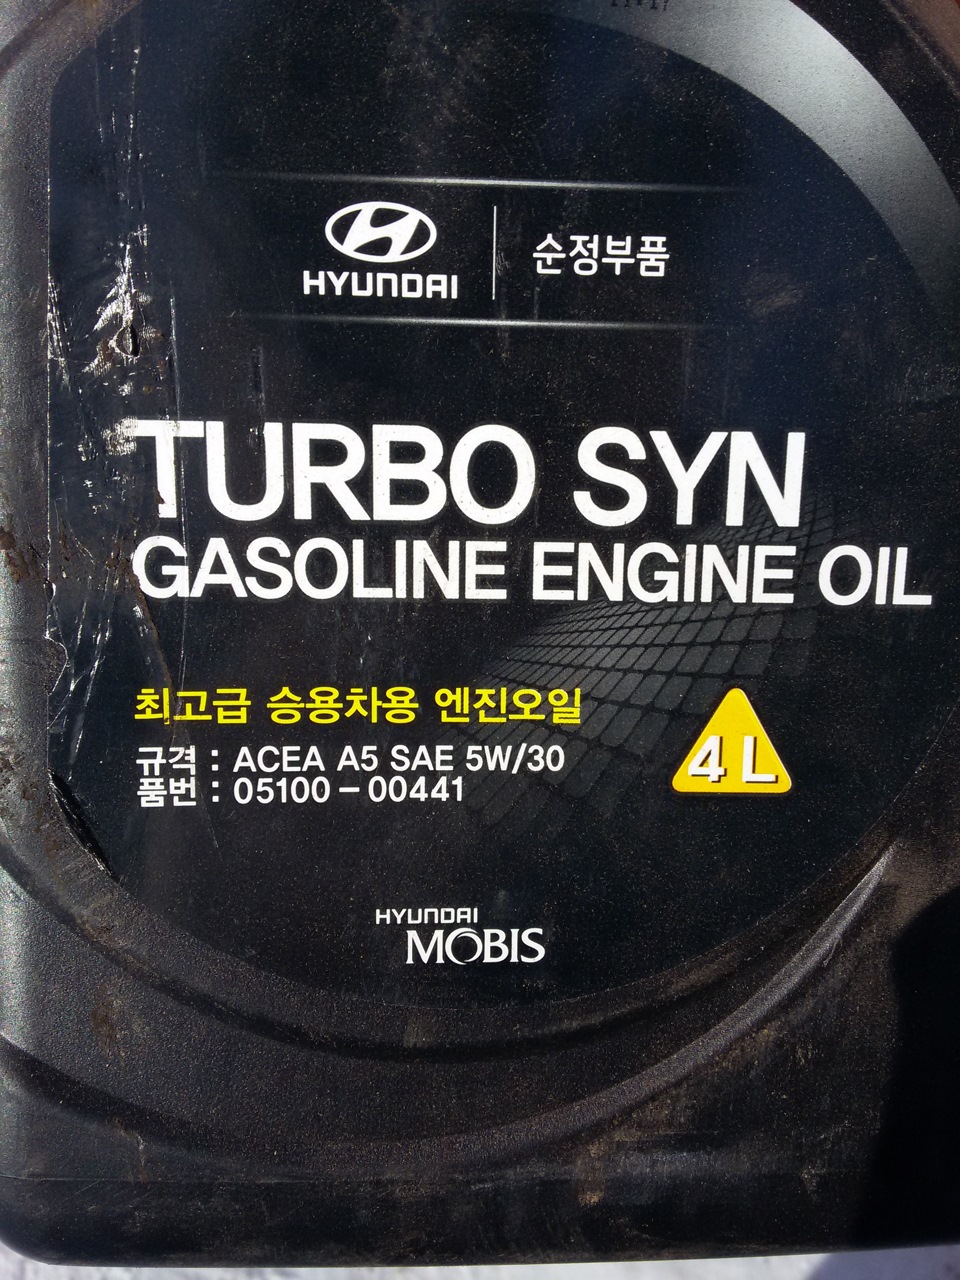 HYUNDAI
순정부품
TURBO SYN
GASOLINE ENGINE OIL
최고급 승용차용 엔진오일
규격 : ACEA A5 SAE 5W/30
품번 : 05100-00441
4 L
HYUNDAI
MOBIS